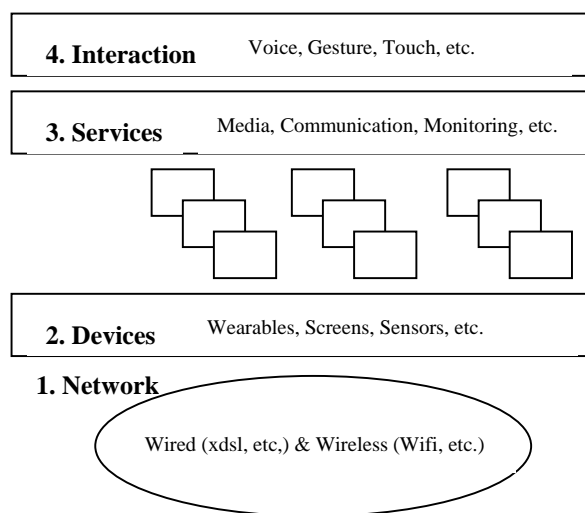 4. Interaction Voice, Gesture, Touch, etc.
3. Services Media, Communication, Monitoring, etc.
2. Devices Wearables, Screens, Sensors, etc.
1. Network
Wired (xdsl, etc,) & Wireless (Wifi, etc.)